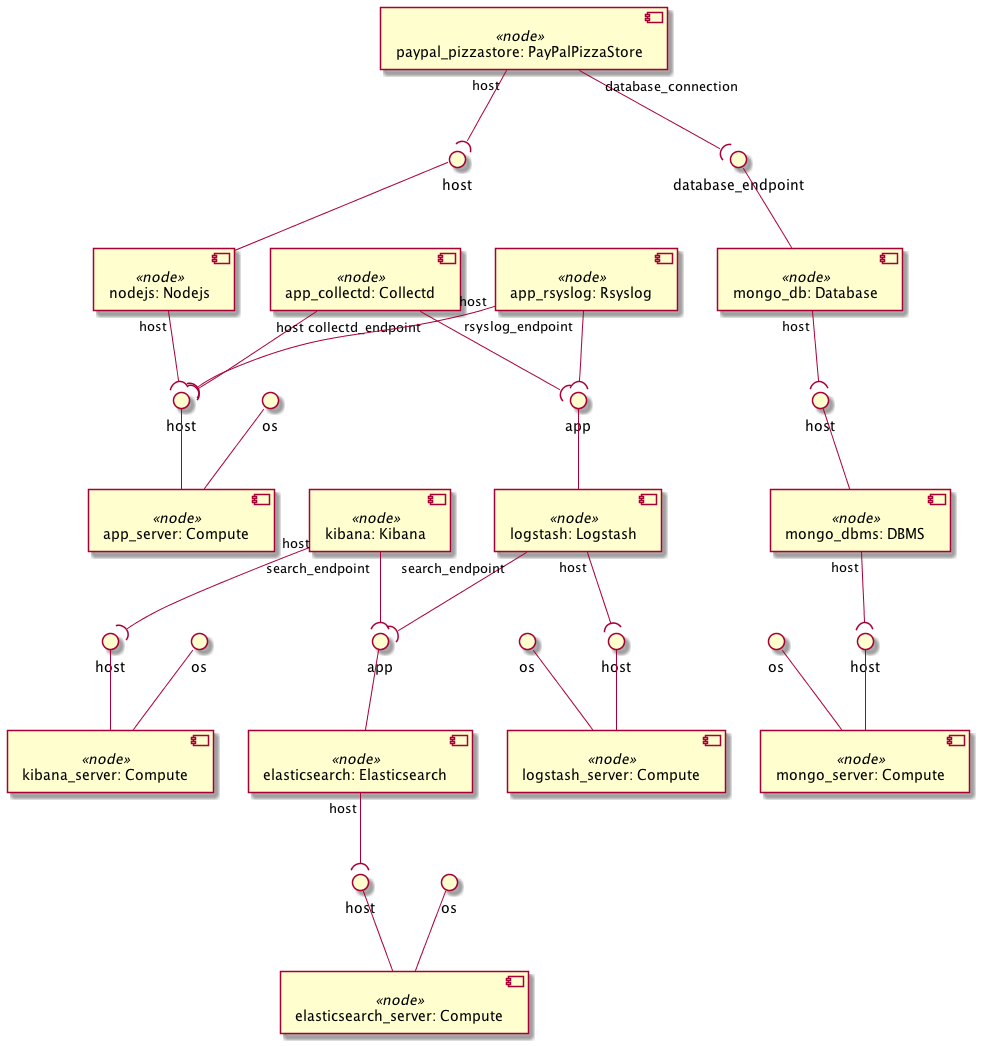 «node»
paypal_pizzastore: PayPalPizzaStore
host
database_connection
host
database_endpoint
«node»
nodejs: Nodejs
«node»
app_collectd: Collectd
«node»
app_rsyslog: Rsyslog
«node»
mongo_db: Database
host
host
collectd_endpoint
host
rsyslog_endpoint
host
host
os
app
host
«node»
app_server: Compute
«node»
kibana: Kibana
«node»
logstash: Logstash
«node»
mongo_dbms: DBMS
host
search_endpoint
search_endpoint
host
host
host
os
app
os
host
os
host
«node»
kibana_server: Compute
«node»
elasticsearch: Elasticsearch
«node»
logstash_server: Compute
«node»
mongo_server: Compute
host
host
os
«node»
elasticsearch_server: Compute